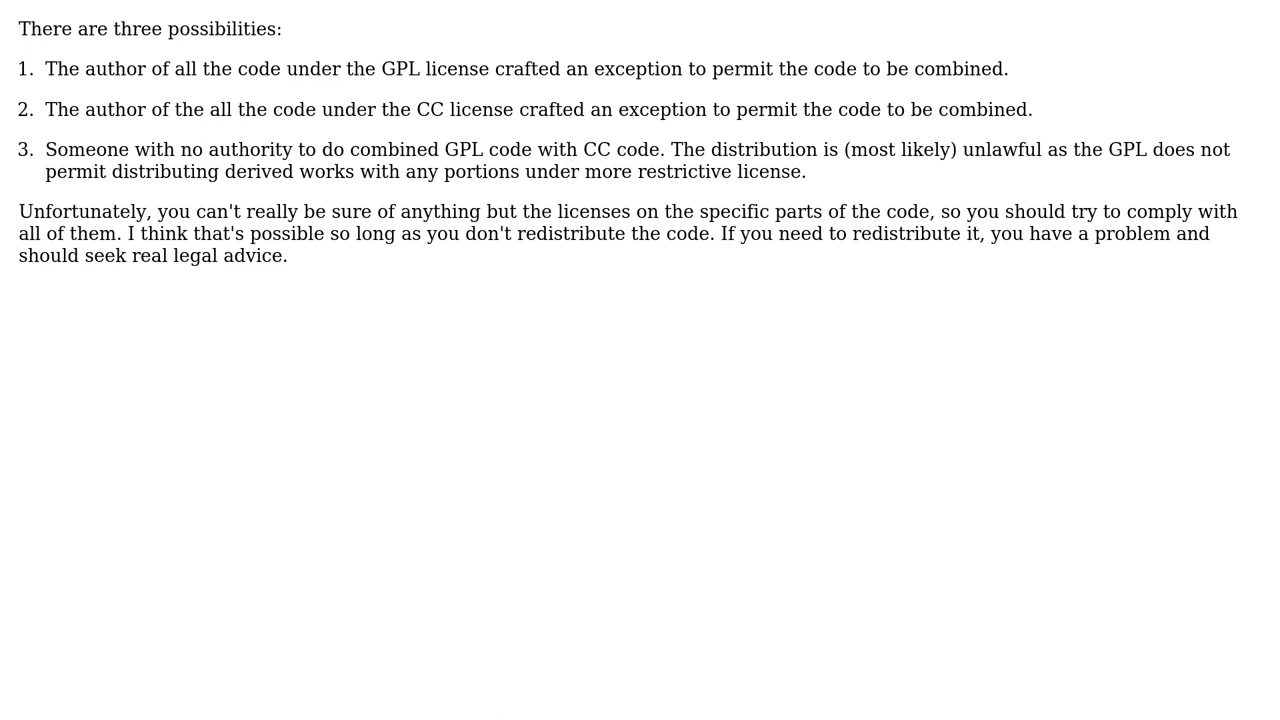 There are three possibilities:
1. The author of all the code under the GPL license crafted an exception to permit the code to be combined.
2. The author of the all the code under the CC license crafted an exception to permit the code to be combined.
3. Someone with no authority to do combined GPL code with CC code. The distribution is (most likely) unlawful as the GPL does not
permit distributing derived works with any portions under more restrictive license.
Unfortunately, you can't really be sure of anything but the licenses on the specific parts of the code, so you should try to comply with
all of them. I think that's possible so long as you don't redistribute the code. If you need to redistribute it, you have a problem and
should seek real legal advice.